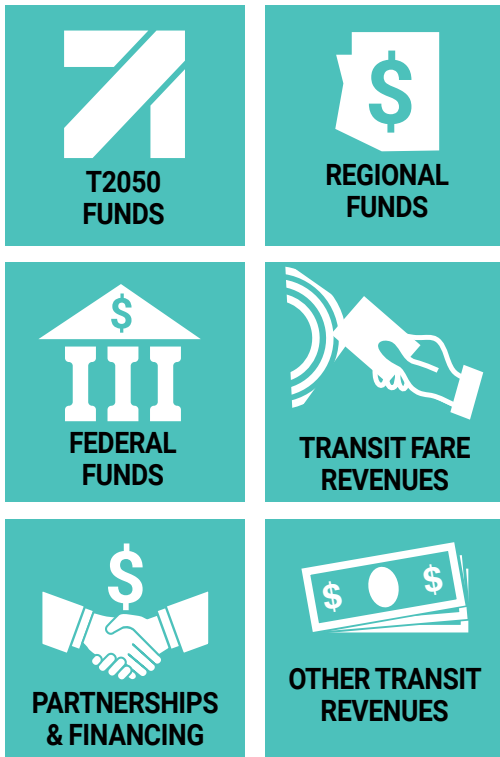 T2050
FUNDS
$
REGIONAL
FUNDS
$
FEDERAL
FUNDS
TRANSIT FARE
REVENUES
$
PARTNERSHIPS
& FINANCING
$ $
OTHER TRANSIT
REVENUES